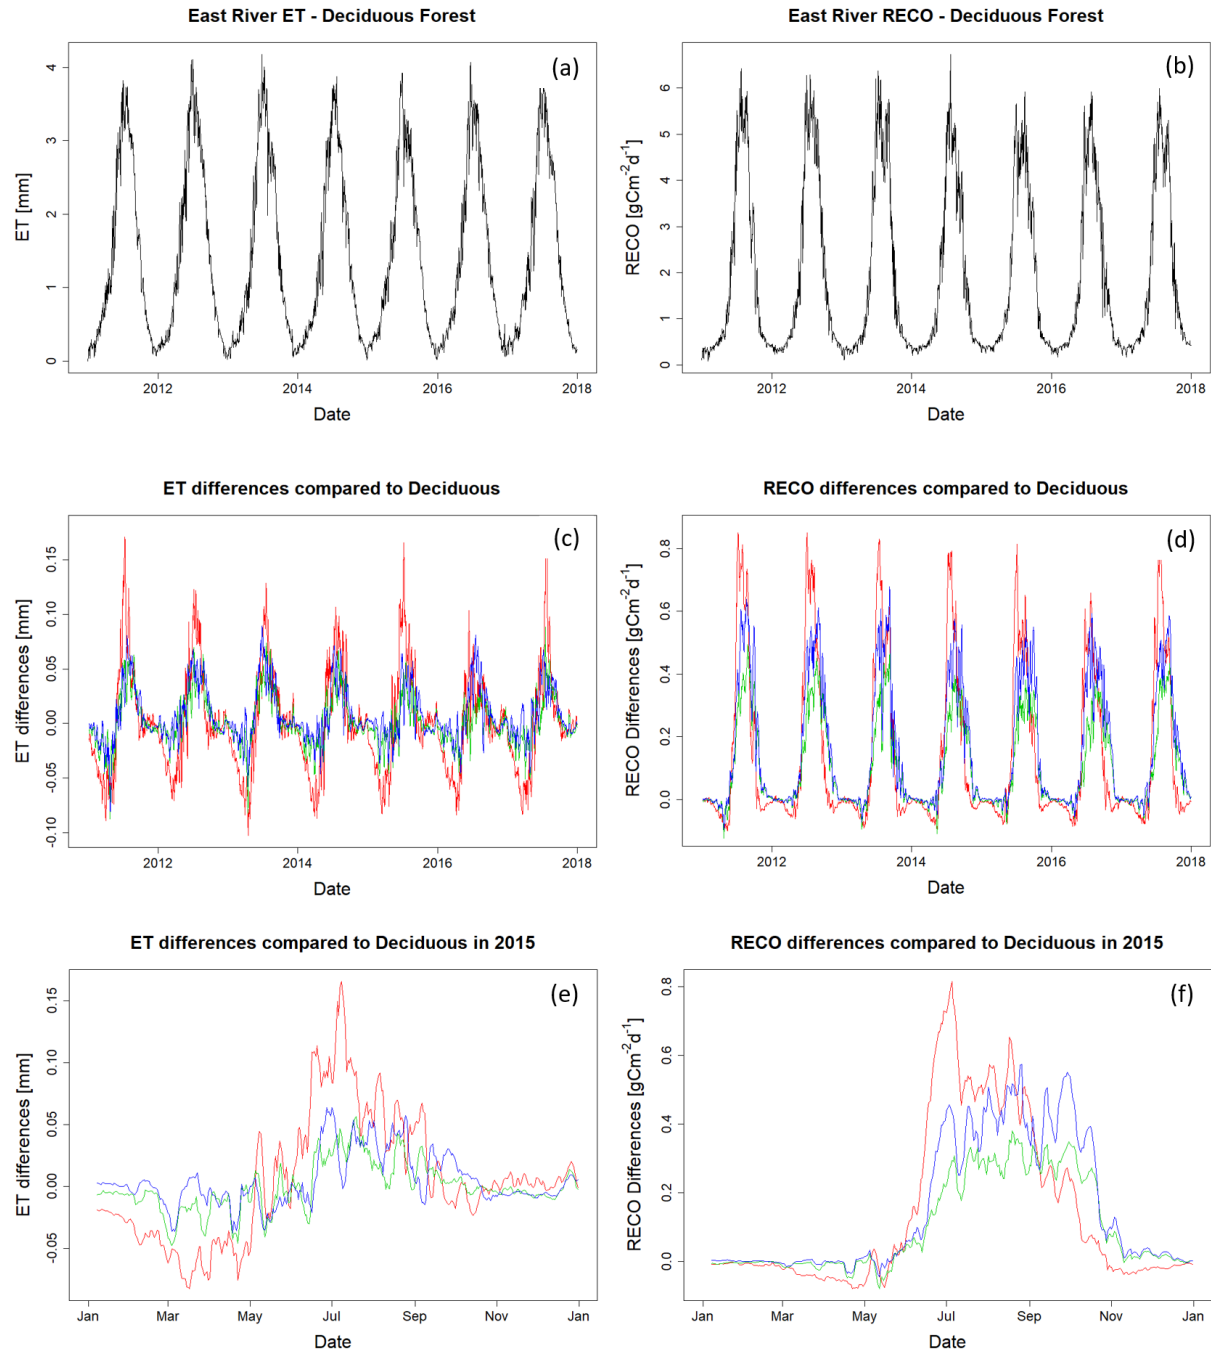 East River ET - Deciduous Forest
(a)
ET [mm]
4
3
2
1
0
2012 2014 2016 2018
Date
East River RECO - Deciduous Forest
(b)
RECO [gCm⁻²d⁻¹]
6
5
4
3
2
1
0
2012 2014 2016 2018
Date
ET differences compared to Deciduous
(c)
ET differences [mm]
0.15
0.10
0.05
0.00
-0.05
-0.10
2012 2014 2016 2018
Date
RECO differences compared to Deciduous
(d)
RECO Differences [gCm⁻²d⁻¹]
0.8
0.6
0.4
0.2
0.0
2012 2014 2016 2018
Date
ET differences compared to Deciduous in 2015
(e)
ET differences [mm]
0.15
0.10
0.05
0.00
-0.05
Jan Mar May Jul Sep Nov Jan
Date
RECO differences compared to Deciduous in 2015
(f)
RECO Differences [gCm⁻²d⁻¹]
0.8
0.6
0.4
0.2
0.0
Jan Mar May Jul Sep Nov Jan
Date